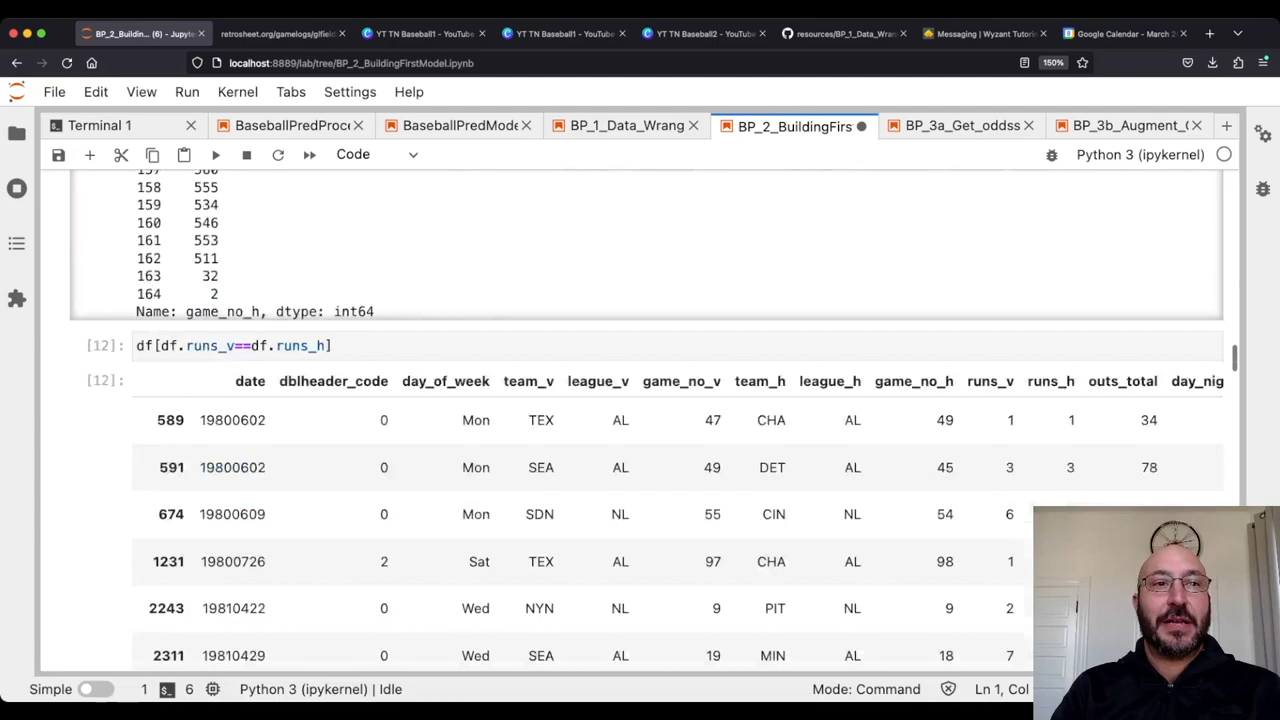 BP_2_Buildin... (6) - Jupyte
retrosheet.org/gamelogs/glfield
YT TN Baseball1 - YouTube
YT TN Baseball1 - YouTube
YT TN Baseball2 - YouTube
resources/BP_1_Data_Wra
Messaging | Wyzant Tutori
Google Calendar - March 2
localhost:8889/lab/tree/BP_2_BuildingFirstModel.ipynb
150%
File Edit View Run Kernel Tabs Settings Help
Terminal 1
BaseballPredProc
BaseballPredMode
BP_1_Data_Wrang
BP_2_BuildingFirs
BP_3a_Get_oddss
BP_3b_Augment_
Code
Python 3 (ipykernel)
158 555
159 534
160 546
161 553
162 511
163 32
164 2
Name: game_no_h, dtype: int64
[12]: df[df.runs_v==df.runs_h]
[12]: date dblheader_code day_of_week team_v league_v game_no_v team_h league_h game_no_h runs_v runs_h outs_total day_nig
589 19800602 0 Mon TEX AL 47 CHA AL 49 1 1 34
591 19800602 0 Mon SEA AL 49 DET AL 45 3 3 78
674 19800609 0 Mon SDN NL 55 CIN NL 54 6
1231 19800726 2 Sat TEX AL 97 CHA AL 98 1
2243 19810422 0 Wed NYN NL 9 PIT NL 9 2
2311 19810429 0 Wed SEA AL 19 MIN AL 18 7
Simple 1 6 Python 3 (ipykernel) | Idle Mode: Command Ln 1, Col